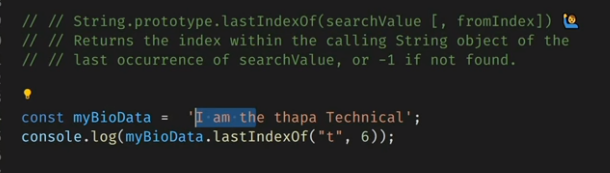 // // String.prototype.lastIndexOf(searchValue [, fromIndex]) 🙋
// // Returns the index within the calling String object of the
// // last occurrence of searchValue, or -1 if not found.
const myBioData =  'I am the thapa Technical';
console.log(myBioData.lastIndexOf("t", 6));